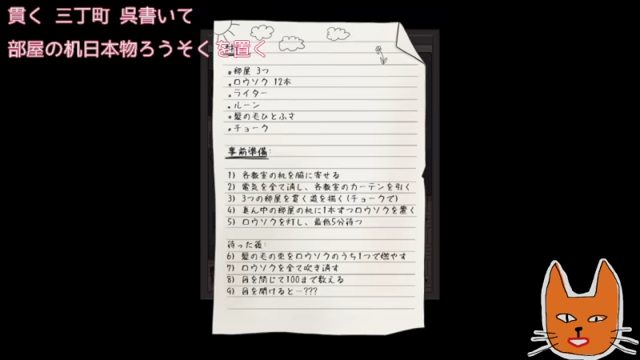 貫く 三丁町 呉書いて
部屋の机日本物ろうそくを置く
・部屋 3つ
・ロウソク 12本
・ライター
・ルーン
・髪の毛ひとふさ
・チョーク
事前準備:
1) 各教室の机を脇に寄せる
2) 電気を全て消し、各教室のカーテンを引く
3) 3つの部屋を貫く道を描く(チョークで)
4) まん中の部屋の机に1本ずつロウソクを置く
5) ロウソクを灯し、最低5分待つ
待った後:
6) 髪の毛の束をロウソクのうち1つで燃やす
7) ロウソクを全て吹き消す
8) 目を閉じて100まで数える
9) 目を開けると…???